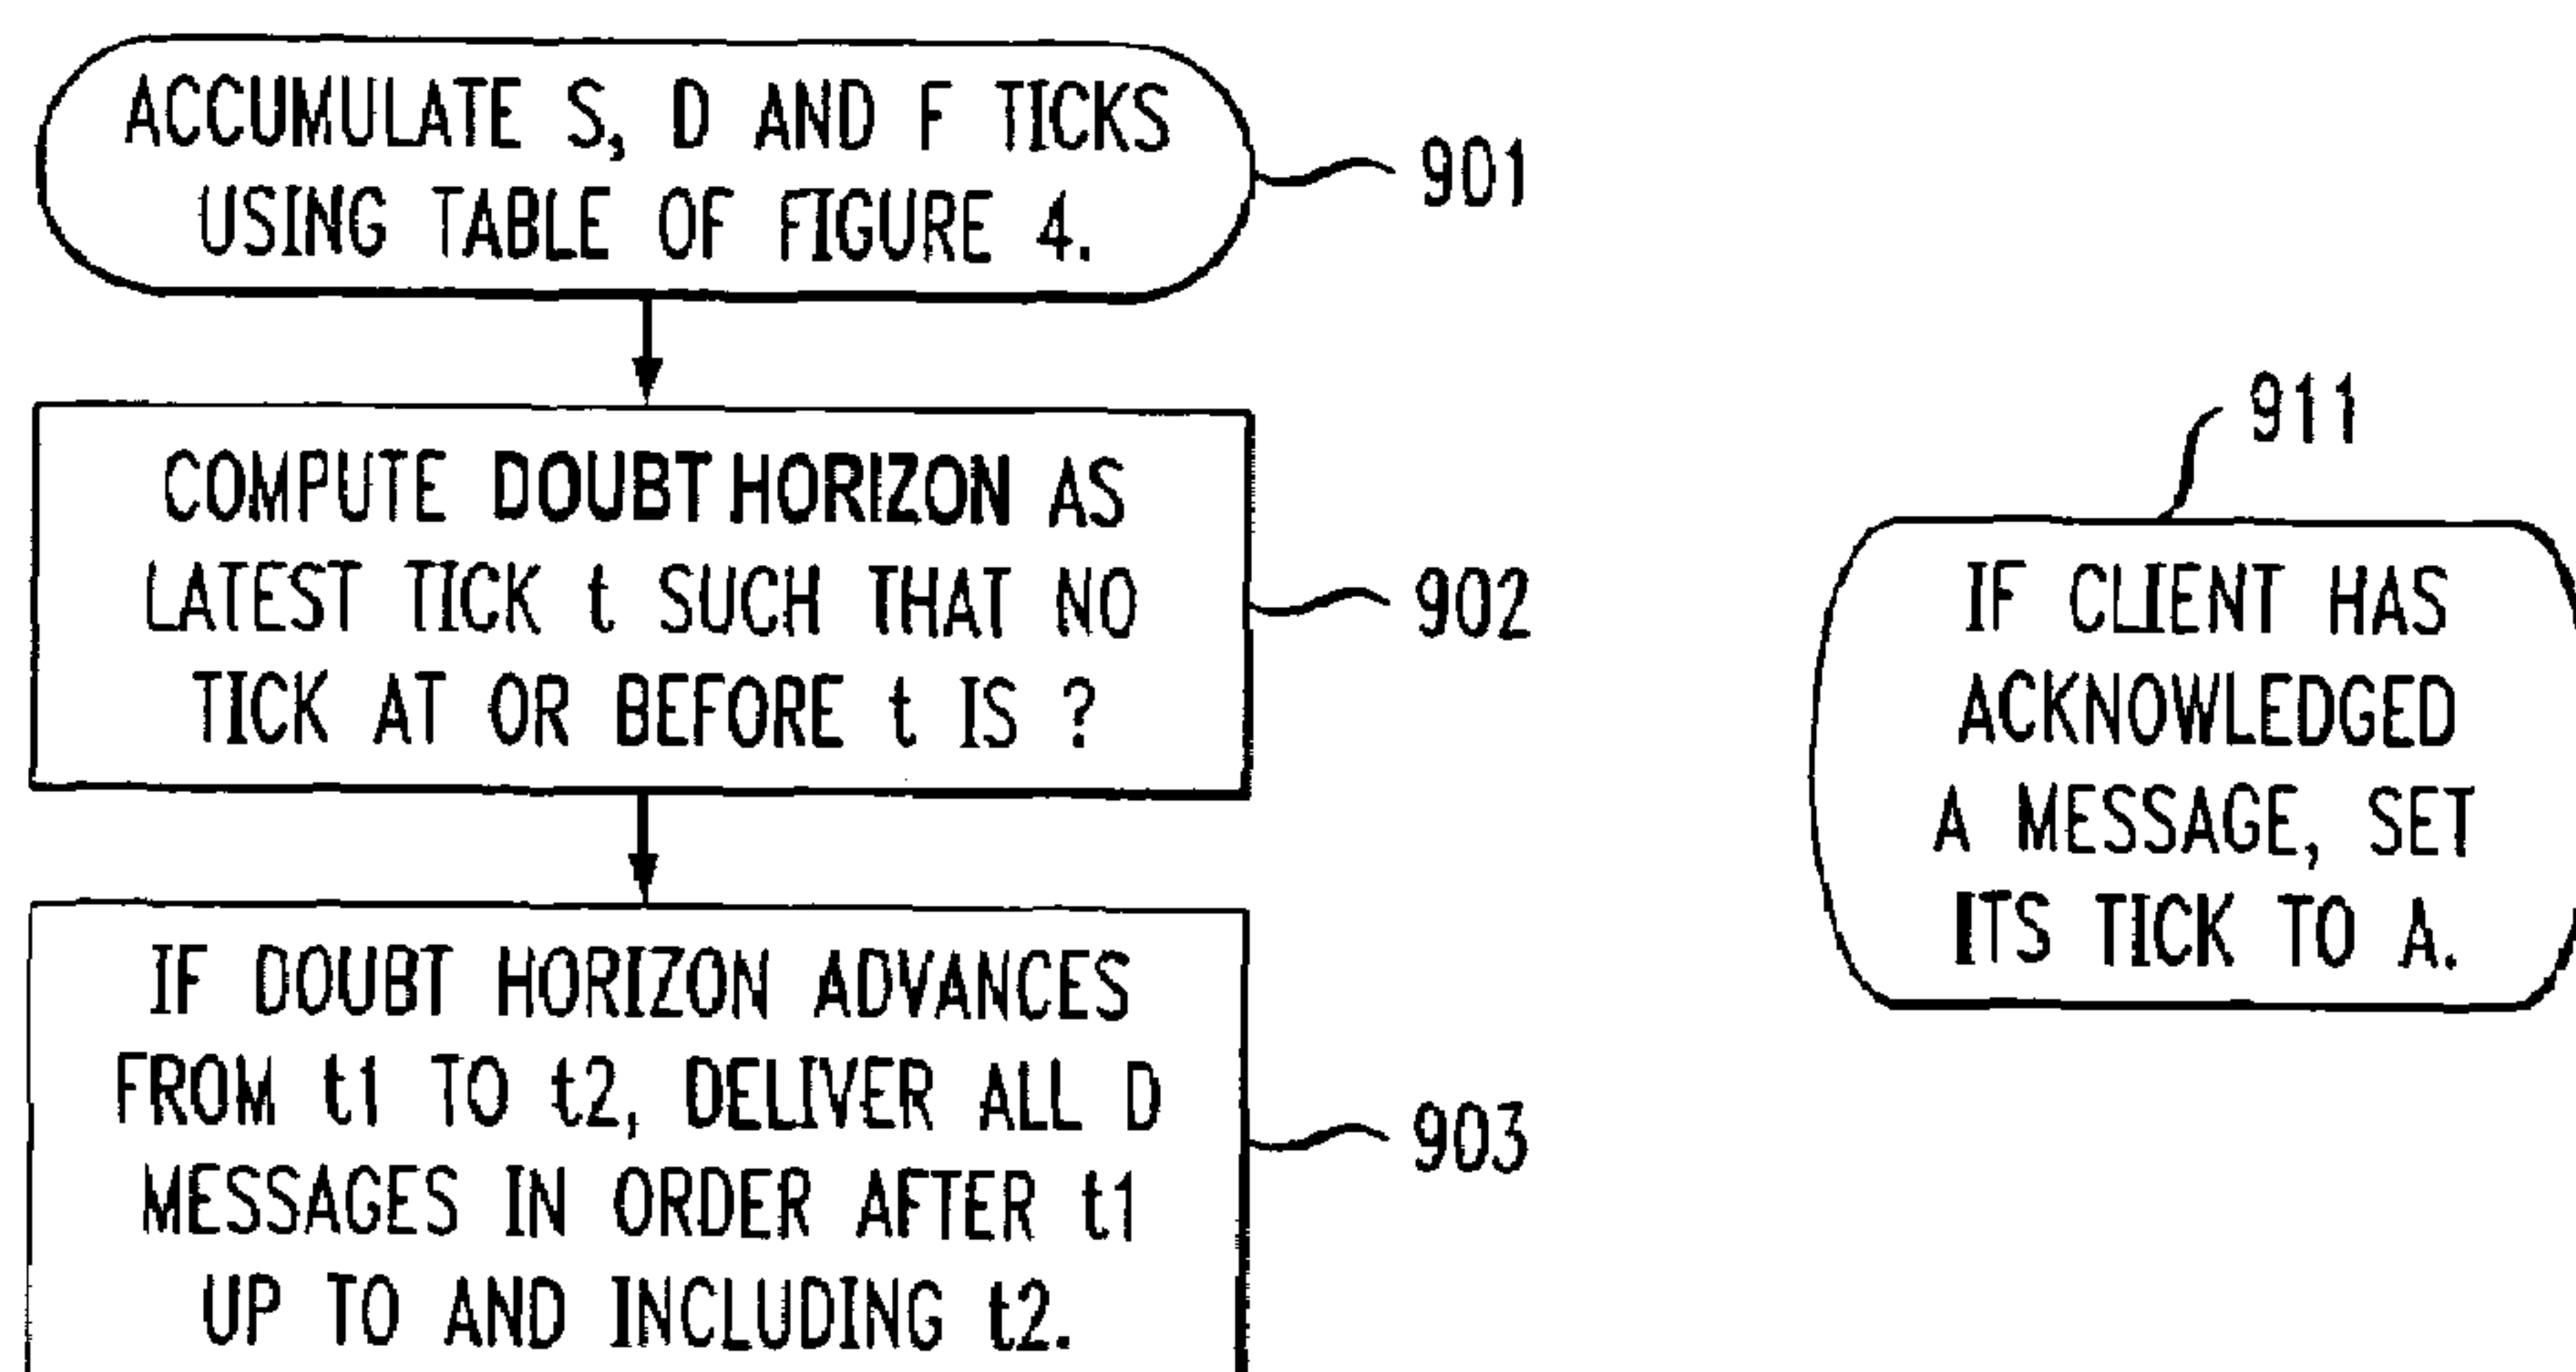 ACCUMULATE S, D AND F TICKS
USING TABLE OF FIGURE 4.
901
COMPUTE DOUBT HORIZON AS
LATEST TICK t SUCH THAT NO
TICK AT OR BEFORE t IS ?
902
IF DOUBT HORIZON ADVANCES
FROM t1 TO t2, DELIVER ALL D
MESSAGES IN ORDER AFTER t1
UP TO AND INCLUDING t2.
903
911
IF CLIENT HAS
ACKNOWLEDGED
A MESSAGE, SET
ITS TICK TO A.